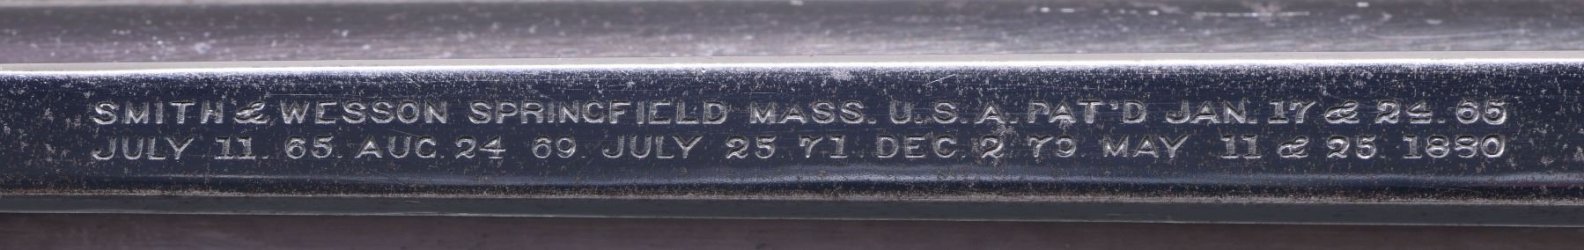 SMITH & WESSON SPRINGFIELD MASS. U.S.A. PAT'D JAN. 17 & 24. 65
JULY 11. 65. AUG. 24 69. JULY 25 71 DEC. 2 79 MAY 11 & 25. 1880